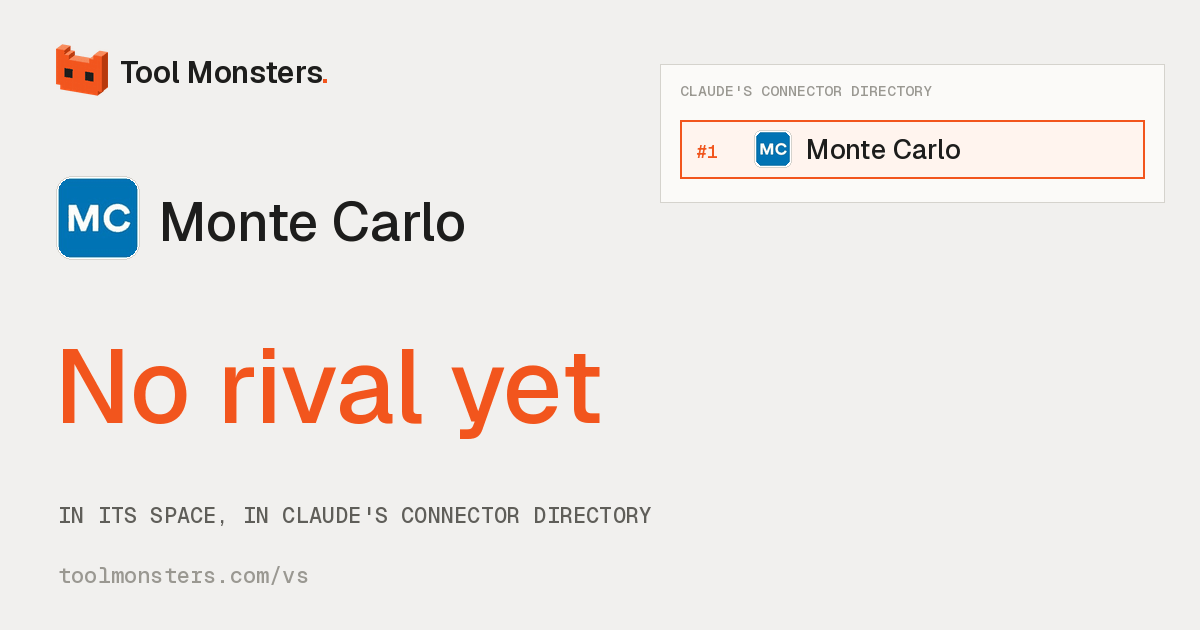 Tool Monsters.
CLAUDE'S CONNECTOR DIRECTORY
#1 MC Monte Carlo
MC Monte Carlo
No rival yet
IN ITS SPACE, IN CLAUDE'S CONNECTOR DIRECTORY
toolmonsters.com/vs